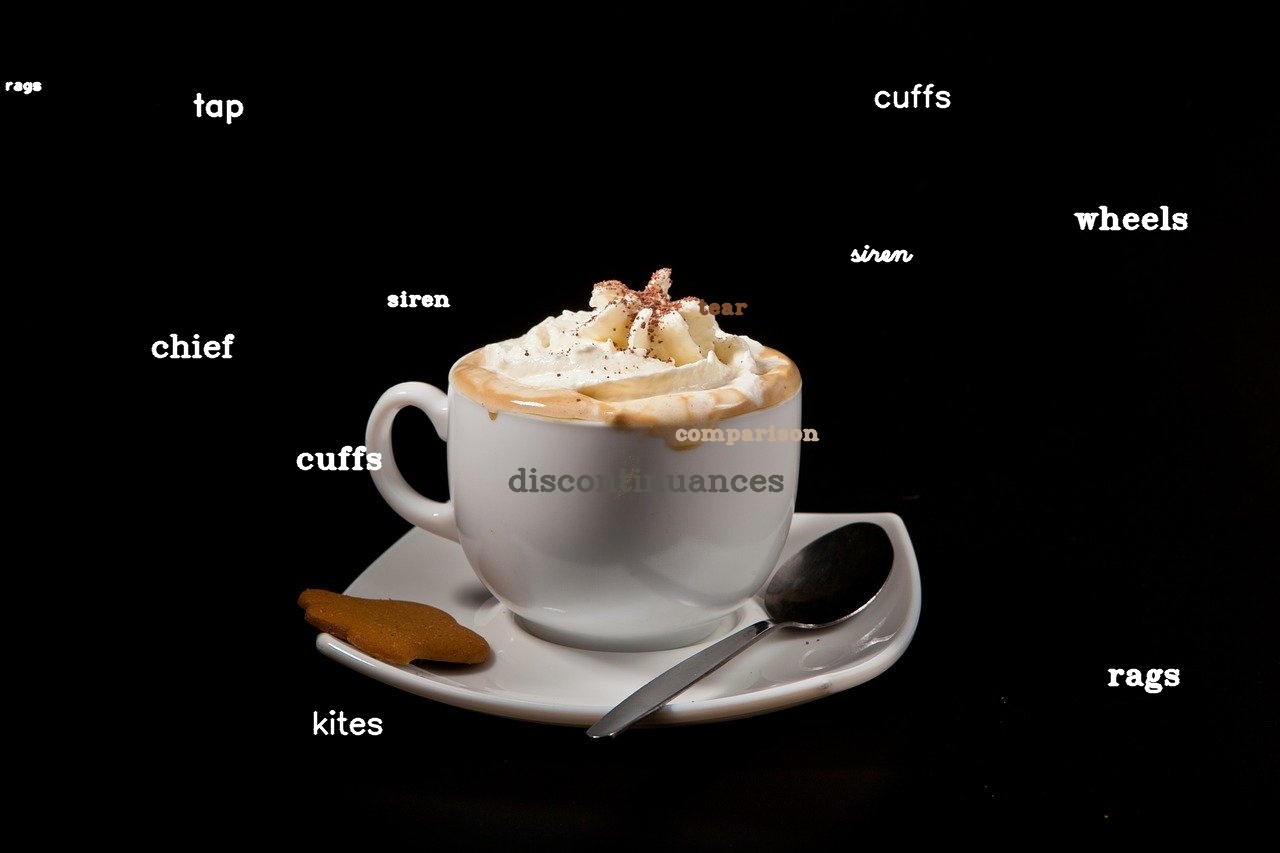 rags
tap
cuffs
wheels
siren
siren
tear
chief
comparison
cuffs
discontinuances
rags
kites